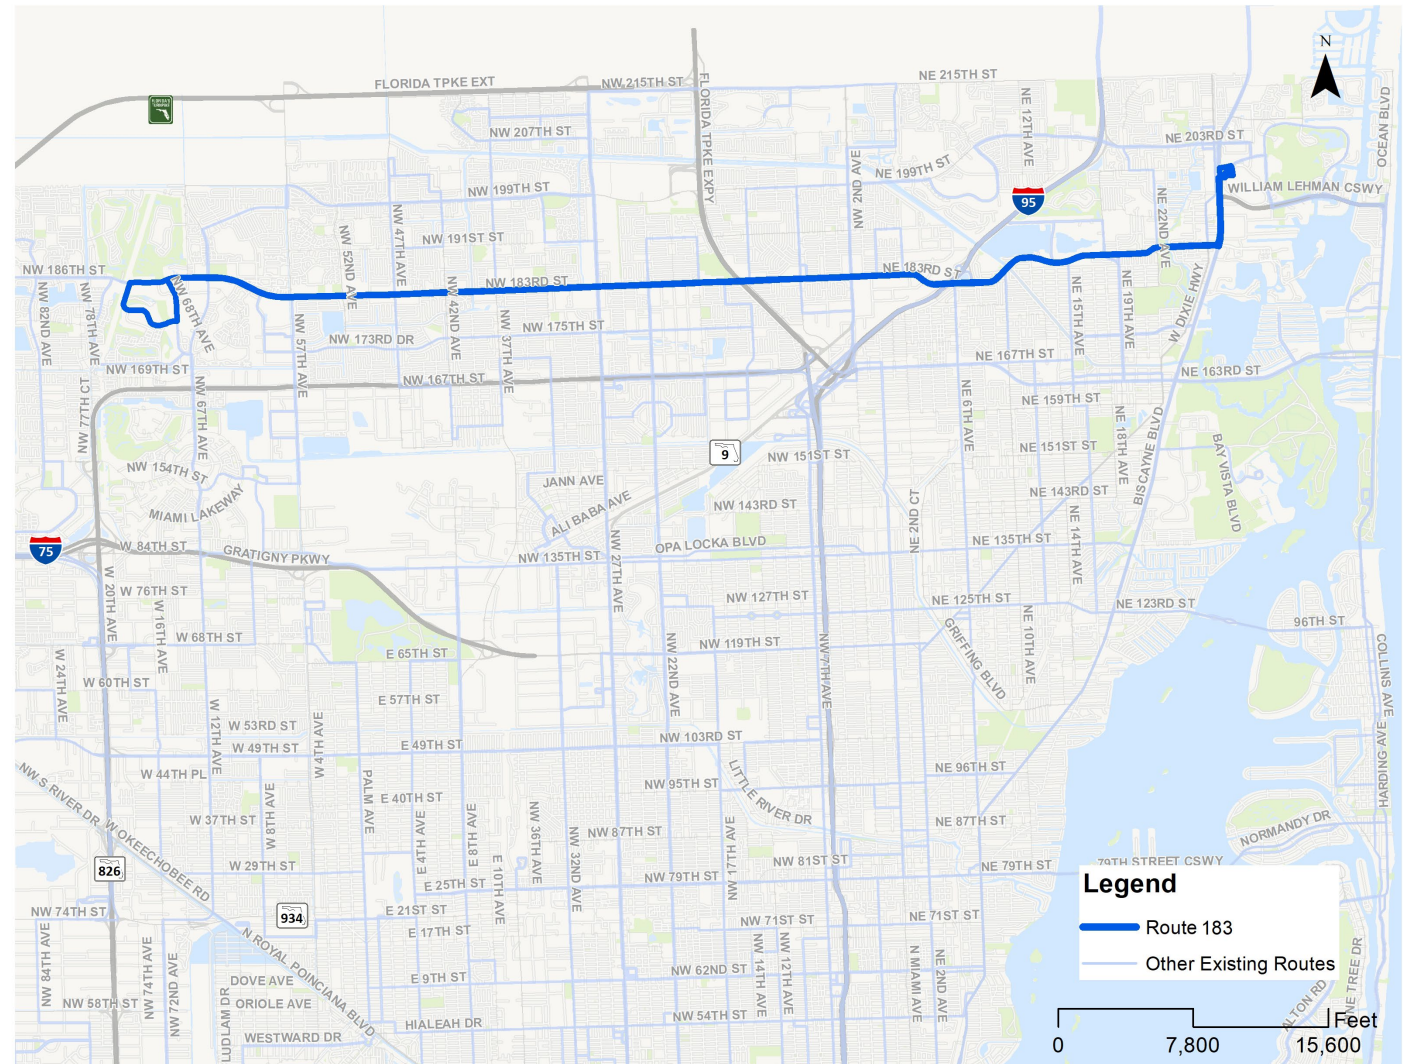 N
FLORIDA TPKE EXT
NW 215TH ST
NE 215TH ST
FLORIDA TPKE EXPY
NE 12TH AVE
OCEAN BLVD
NW 207TH ST
NE 203RD ST
NW 2ND AVE
NE 199TH ST
NW 199TH ST
WILLIAM LEHMAN CSWY
95
NW 47TH AVE
NE 22ND AVE
NW 52ND AVE
NW 191ST ST
NW 186TH ST
NE 183RD ST
NW 183RD ST
NW 82ND AVE
NW 78TH AVE
NW 68TH AVE
NW 42ND AVE
NE 15TH AVE
NE 19TH AVE
W DIXIE HWY
NW 57TH AVE
NW 37TH AVE
NW 175TH ST
NW 173RD DR
NE 167TH ST
NW 169TH ST
NW 167TH ST
NE 163RD ST
NW 77TH CT
NW 67TH AVE
NE 6TH AVE
NE 159TH ST
NE 18TH AVE
BISCAYNE BLVD
BAY VISTA BLVD
9
NE 151ST ST
NW 151ST ST
NW 154TH ST
JANN AVE
NE 143RD ST
MIAMI LAKEWAY
ALI BABA AVE
NW 143RD ST
NE 2ND CT
NE 14TH AVE
75
W 84TH ST
GRATIGNY PKWY
NW 135TH ST
OPA LOCKA BLVD
NE 135TH ST
NW 27TH AVE
W 20TH AVE
W 76TH ST
W 16TH AVE
NW 127TH ST
NE 125TH ST
NE 123RD ST
NE 10TH AVE
96TH ST
W 68TH ST
NW 119TH ST
GRIFFING BLVD
E 65TH ST
NW 22ND AVE
NW 7TH AVE
COLLINS AVE
W 24TH AVE
W 60TH ST
E 57TH ST
W 12TH AVE
W 53RD ST
W 4TH AVE
W 49TH ST
E 49TH ST
NW 103RD ST
HARDING AVE
W 44TH PL
NW 95TH ST
NE 96TH ST
LITTLE RIVER DR
NW S RIVER DR
PALM AVE
E 40TH ST
W 8TH AVE
W 37TH ST
E 4TH AVE
E 8TH AVE
NW 36TH AVE
NW 32ND AVE
NW 87TH ST
NE 87TH ST
NORMANDY DR
W OKEECHOBEE RD
NW 17TH AVE
826
W 29TH ST
E 10TH AVE
NW 81ST ST
NE 79TH ST
79TH STREET CSWY
E 25TH ST
NW 79TH ST
Legend
NW 74TH ST
934
E 21ST ST
NW 71ST ST
NE 71ST ST
Route 183
E 17TH ST
N ROYAL POINCIANA BLVD
NW 84TH AVE
NW 74TH AVE
NW 72ND AVE
NW 14TH AVE
NW 12TH AVE
N MIAMI AVE
NE 2ND AVE
Other Existing Routes
NE TREE DR
DOVE AVE
E 9TH ST
NW 62ND ST
NW 58TH ST
LUDLAM DR
ORIOLE AVE
ALTON RD
WESTWARD DR
HIALEAH DR
NW 54TH ST
Feet
0 7,800 15,600